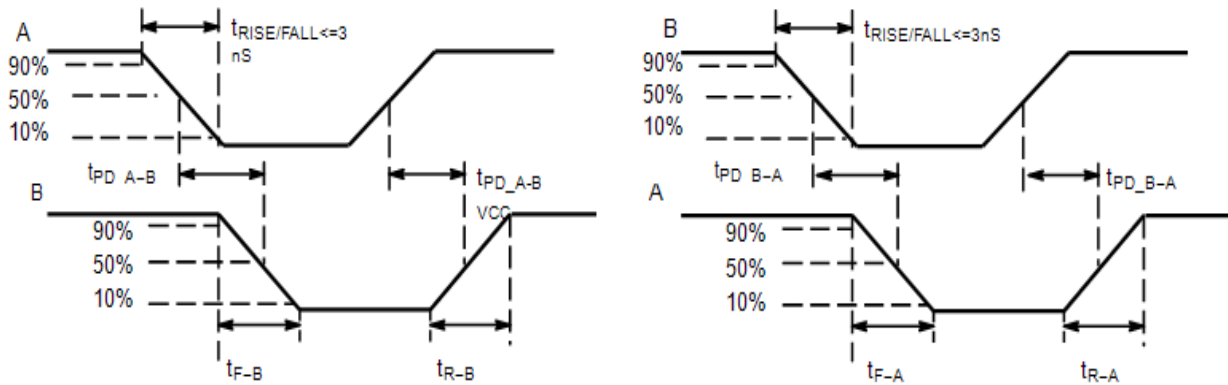 A
tRISE/FALL<=3
nS
90%
50%
10%
tPD A–B
tPD_A-B
VCC
B
90%
50%
10%
tF–B
tR–B
B
tRISE/FALL<=3nS
90%
50%
10%
tPD B–A
tPD_B–A
A
90%
50%
10%
tF–A
tR–A